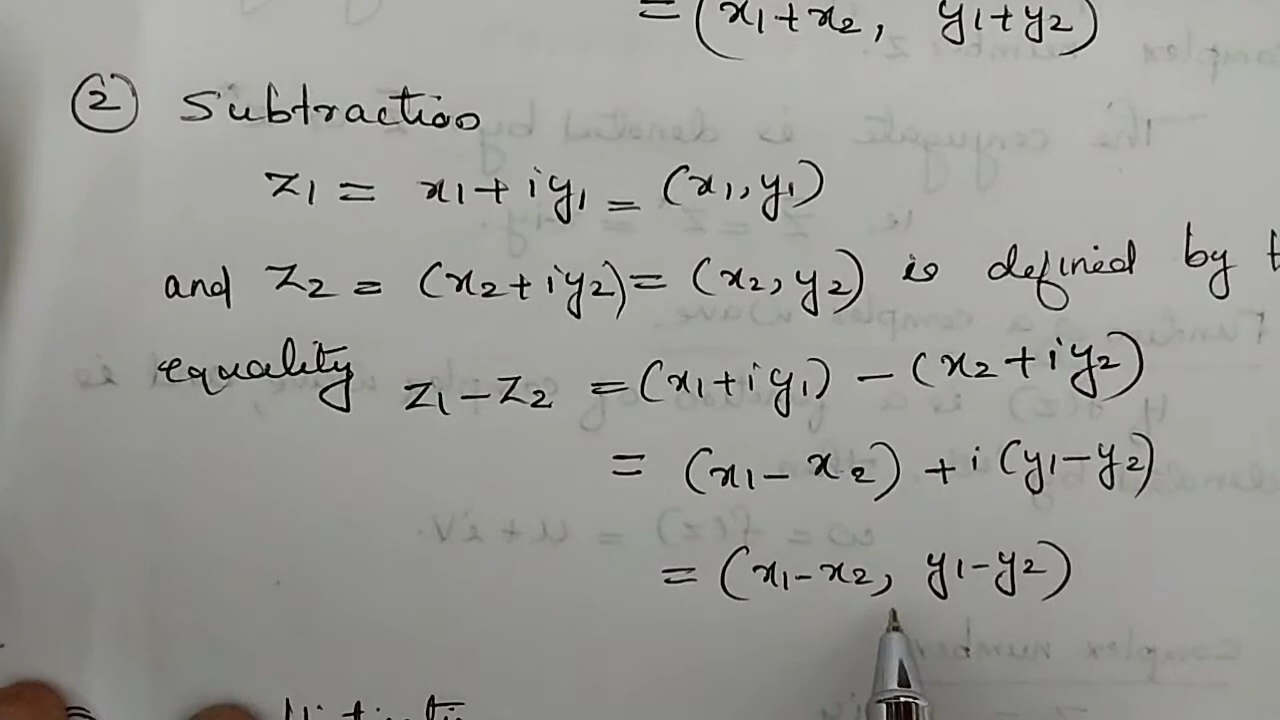 = (x1+x2, y1+y2)
② Subtraction
z1 = x1+iy1 = (x1, y1)
and z2 = (x2+iy2) = (x2, y2) is defined by
equality z1-z2 = (x1+iy1) - (x2+iy2)
= (x1-x2) + i(y1-y2)
= (x1-x2, y1-y2)